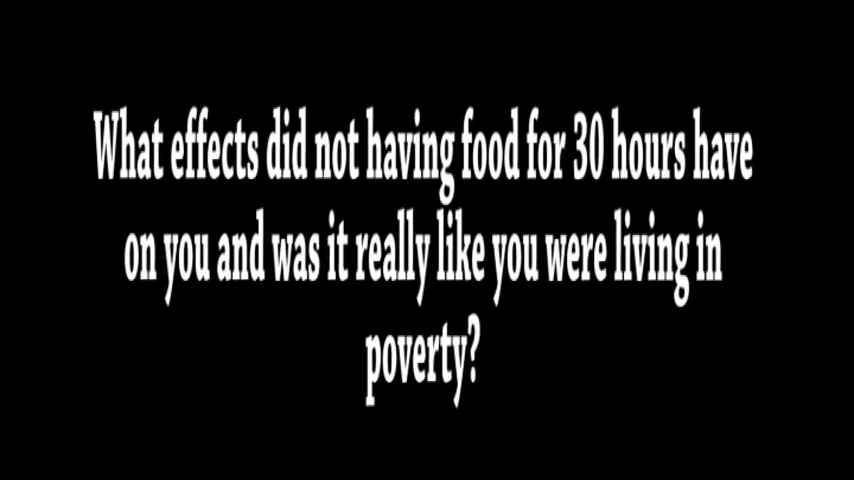 What effects did not having food for 30 hours have
on you and was it really like you were living in
poverty?